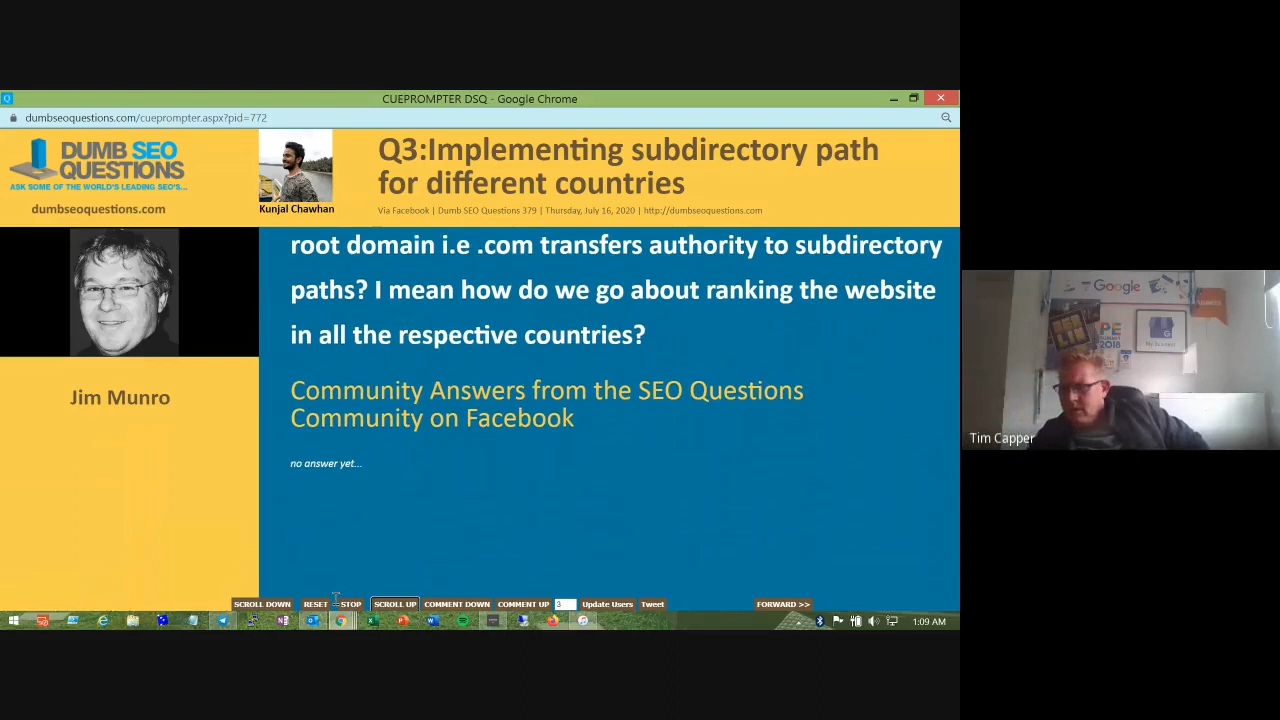 CUEPROMPTER DSQ - Google Chrome
dumbseoquestions.com/cueprompter.aspx?pid=772
DUMB SEO
QUESTIONS
ASK SOME OF THE WORLD'S LEADING SEO'S...
dumbseoquestions.com
Kunjal Chawhan
Q3:Implementing subdirectory path
for different countries
Via Facebook | Dumb SEO Questions 379 | Thursday, July 16, 2020 | http://dumbseoquestions.com
Jim Munro
root domain i.e .com transfers authority to subdirectory
paths? I mean how do we go about ranking the website
in all the respective countries?
Community Answers from the SEO Questions
Community on Facebook
no answer yet...
SCROLL DOWN RESET STOP SCROLL UP COMMENT DOWN COMMENT UP 3 Update Users Tweet FORWARD >>
1:09 AM
Google
2018
Tim Capper